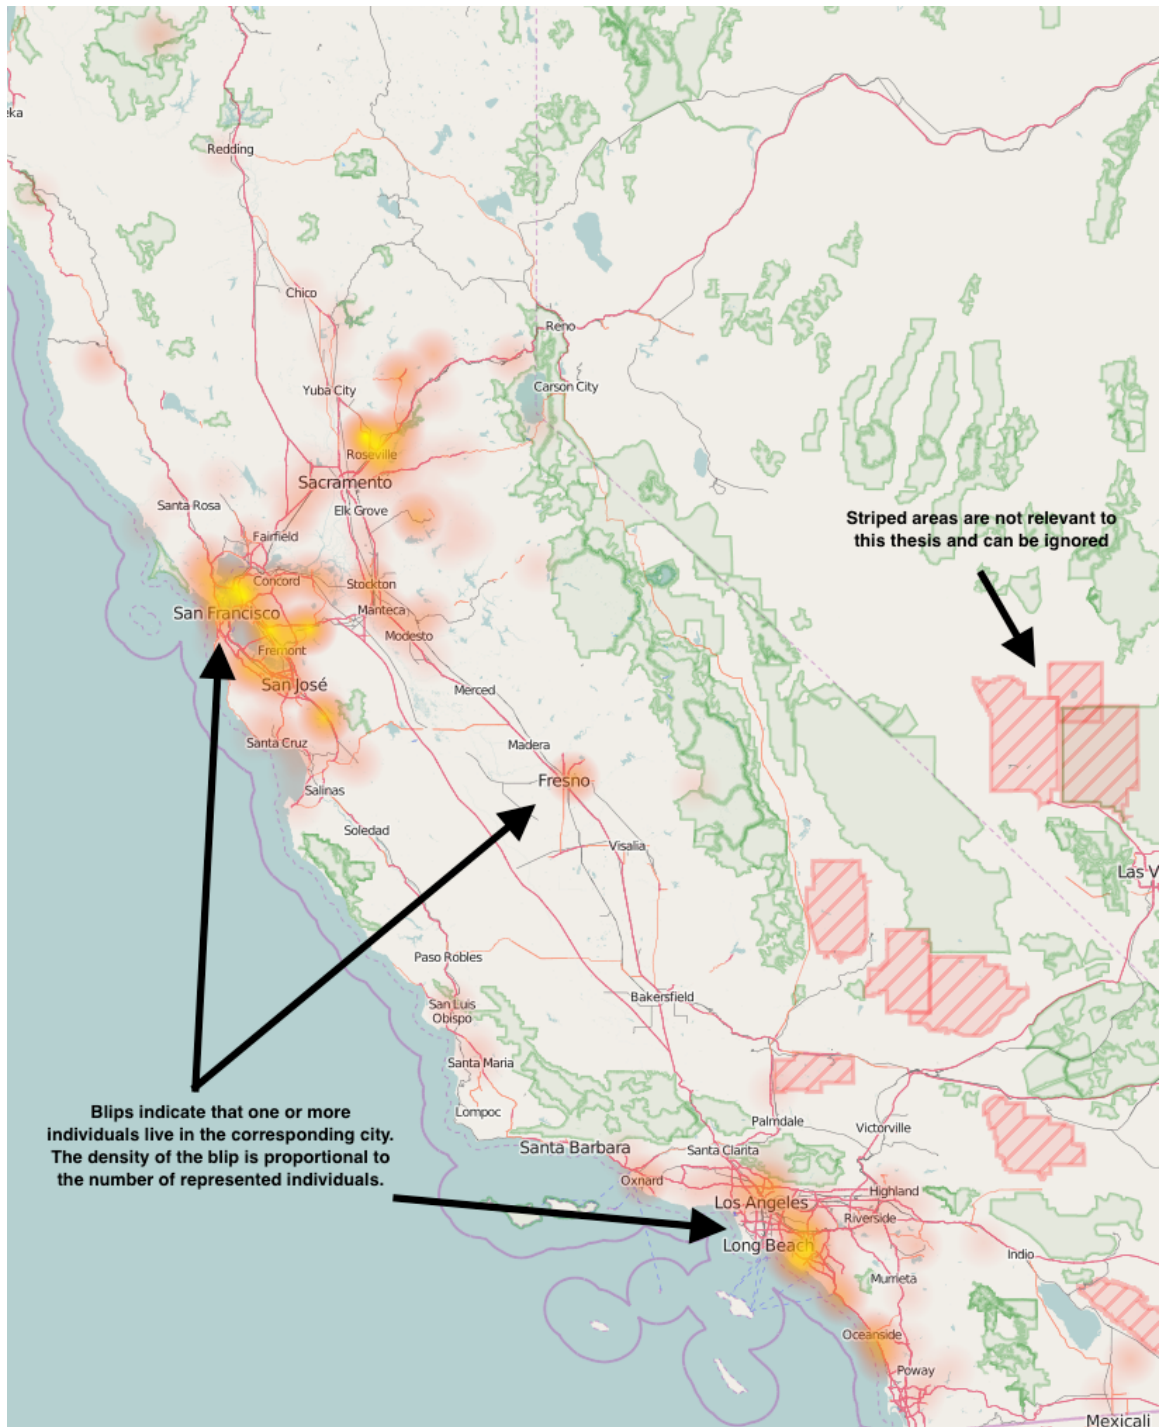 eka
Redding
Chico
Reno
Yuba City
Carson City
Roseville
Sacramento
Santa Rosa
Elk Grove
Striped areas are not relevant to
this thesis and can be ignored
Fairfield
Concord
Stockton
San Francisco
Manteca
Modesto
Fremont
San José
Merced
Santa Cruz
Madera
Fresno
Salinas
Soledad
Visalia
Las V
Paso Robles
San Luis
Obispo
Bakersfield
Santa Maria
Lompoc
Blips indicate that one or more
individuals live in the corresponding city.
The density of the blip is proportional to
the number of represented individuals.
Palmdale
Victorville
Santa Barbara
Santa Clarita
Oxnard
Los Angeles
Highland
Riverside
Long Beach
Indio
Murrieta
Oceanside
Poway
Mexicali